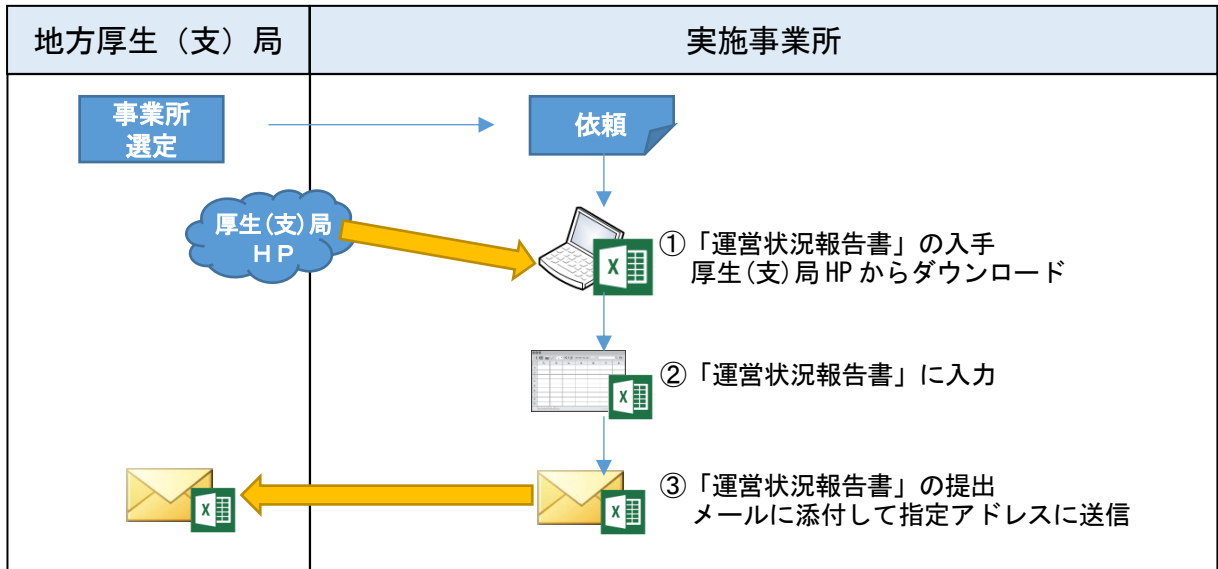 地方厚生（支）局
実施事業所
事業所
選定
依頼
厚生(支)局
ＨＰ
①「運営状況報告書」の入手
厚生(支)局 HP からダウンロード
②「運営状況報告書」に入力
③「運営状況報告書」の提出
メールに添付して指定アドレスに送信